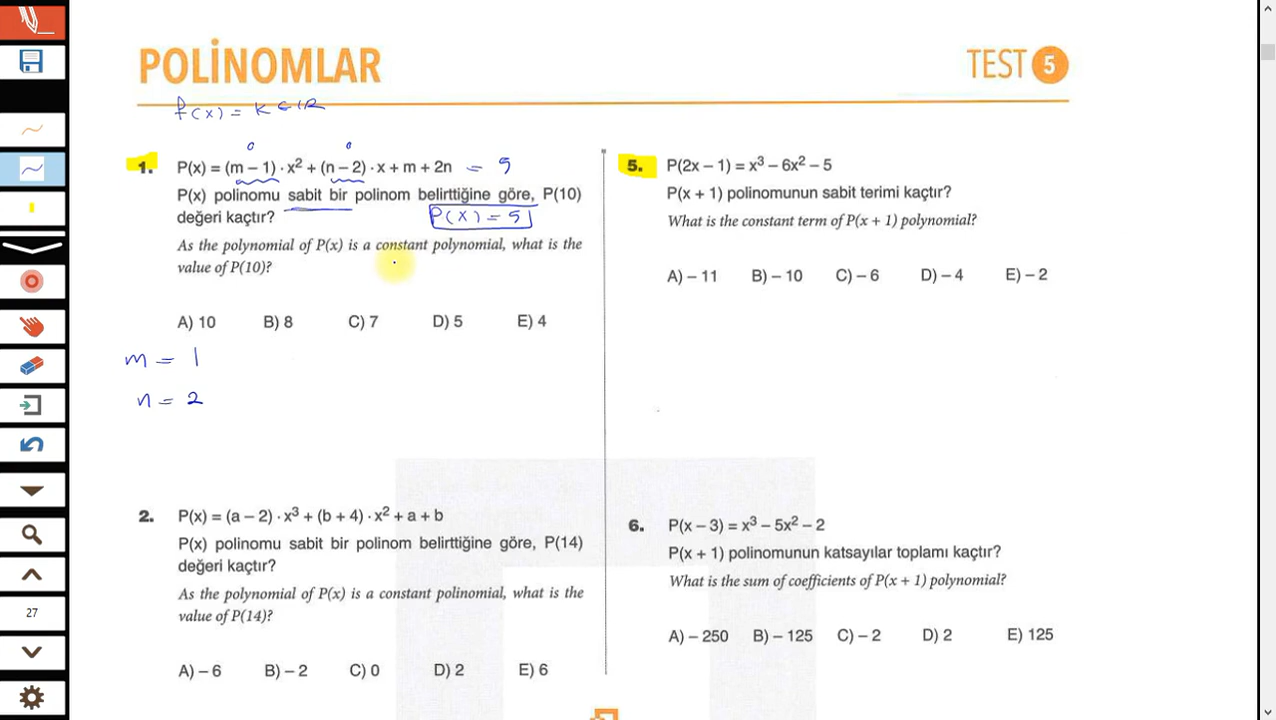 POLİNOMLAR
TEST 5
P(x) = K ∈ IR
0 0
1. P(x) = (m – 1) · x² + (n – 2) · x + m + 2n = 5
P(x) polinomu sabit bir polinom belirttiğine göre, P(10)
değeri kaçtır?
P(x) = 5
As the polynomial of P(x) is a constant polynomial, what is the
value of P(10)?
A) 10 B) 8 C) 7 D) 5 E) 4
m = 1
n = 2
2. P(x) = (a – 2) · x³ + (b + 4) · x² + a + b
P(x) polinomu sabit bir polinom belirttiğine göre, P(14)
değeri kaçtır?
As the polynomial of P(x) is a constant polinomial, what is the
value of P(14)?
A) – 6 B) – 2 C) 0 D) 2 E) 6
5. P(2x – 1) = x³ – 6x² – 5
P(x + 1) polinomunun sabit terimi kaçtır?
What is the constant term of P(x + 1) polynomial?
A) – 11 B) – 10 C) – 6 D) – 4 E) – 2
6. P(x – 3) = x³ – 5x² – 2
P(x + 1) polinomunun katsayılar toplamı kaçtır?
What is the sum of coefficients of P(x + 1) polynomial?
A) – 250 B) – 125 C) – 2 D) 2 E) 125
27